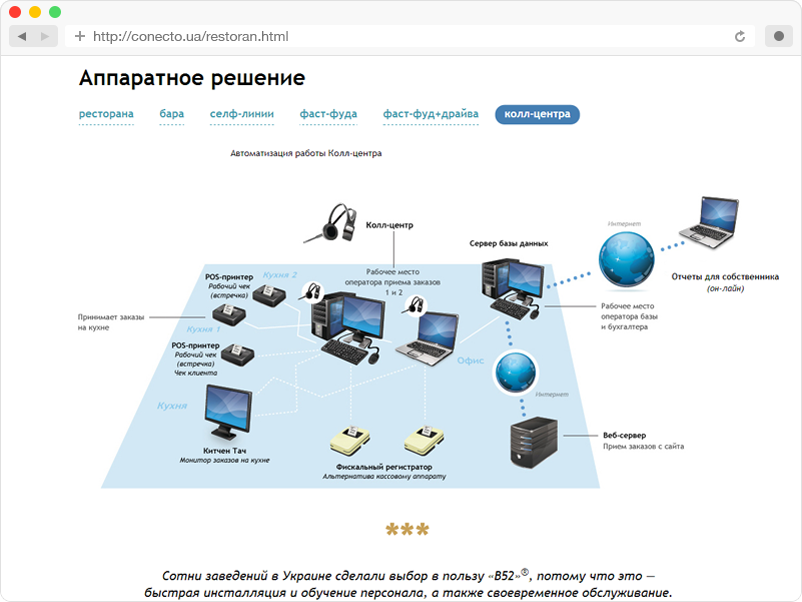 http://conecto.ua/restoran.html
Аппаратное решение
ресторана бара селф-линии фаст-фуда фаст-фуд+драйва колл-центра
Автоматизация работы Колл-центра
Колл-центр
Рабочее место
оператора приема заказов
1 и 2
Сервер базы данных
Интернет
Отчеты для собственника
(он-лайн)
Рабочее место
оператора базы
и бухгалтера
POS-принтер
Рабочий чек
(встречка)
Кухня 2
Принимает заказы
на кухне
Кухня 1
POS-принтер
Рабочий чек
(встречка)
Чек клиента
Офис
Интернет
Кухня
Китчен Тач
Монитор заказов на кухне
Фискальный регистратор
Альтернатива кассовому аппарату
Веб-сервер
Прием заказов с сайта
***
Сотни заведений в Украине сделали выбор в пользу «B52»®, потому что это —
быстрая инсталляция и обучение персонала, а также своевременное обслуживание.